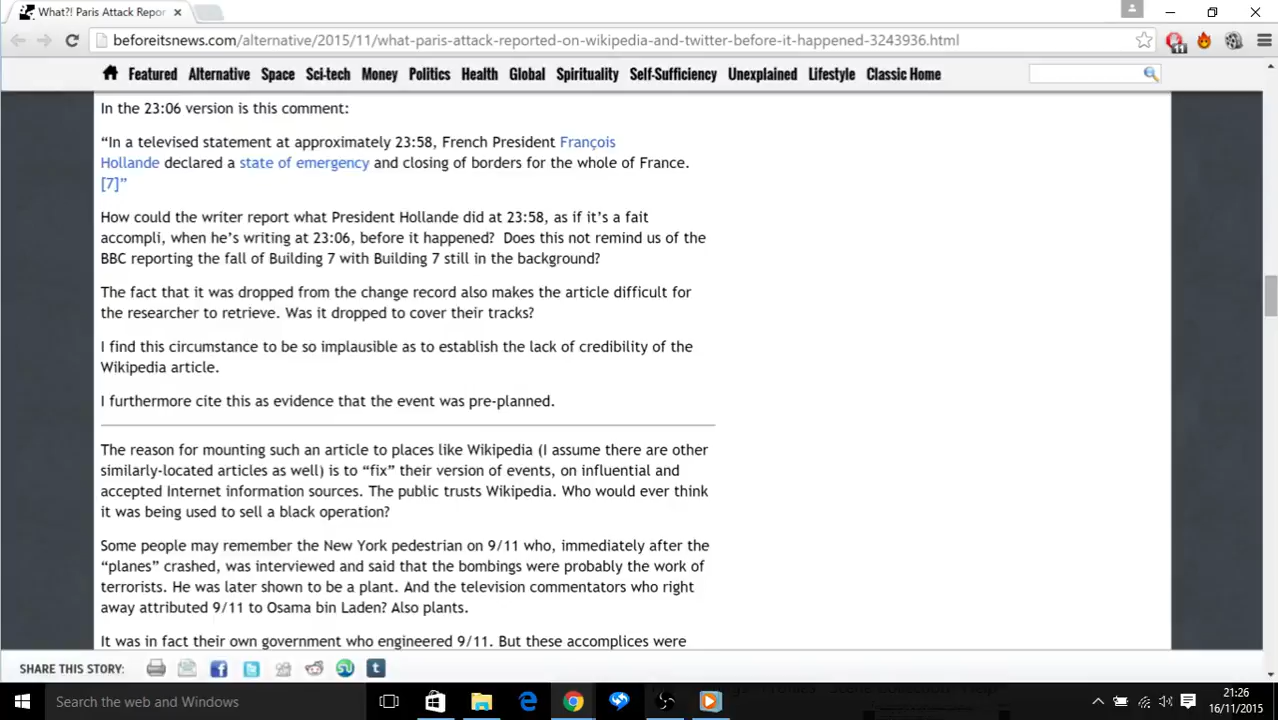 What?! Paris Attack Repor
beforeitsnews.com/alternative/2015/11/what-paris-attack-reported-on-wikipedia-and-twitter-before-it-happened-3243936.html
11
Featured Alternative Space Sci-tech Money Politics Health Global Spirituality Self-Sufficiency Unexplained Lifestyle Classic Home
In the 23:06 version is this comment:
“In a televised statement at approximately 23:58, French President François
Hollande declared a state of emergency and closing of borders for the whole of France.
[7]”
How could the writer report what President Hollande did at 23:58, as if it’s a fait
accompli, when he’s writing at 23:06, before it happened? Does this not remind us of the
BBC reporting the fall of Building 7 with Building 7 still in the background?
The fact that it was dropped from the change record also makes the article difficult for
the researcher to retrieve. Was it dropped to cover their tracks?
I find this circumstance to be so implausible as to establish the lack of credibility of the
Wikipedia article.
I furthermore cite this as evidence that the event was pre-planned.
The reason for mounting such an article to places like Wikipedia (I assume there are other
similarly-located articles as well) is to “fix” their version of events, on influential and
accepted Internet information sources. The public trusts Wikipedia. Who would ever think
it was being used to sell a black operation?
Some people may remember the New York pedestrian on 9/11 who, immediately after the
“planes” crashed, was interviewed and said that the bombings were probably the work of
terrorists. He was later shown to be a plant. And the television commentators who right
away attributed 9/11 to Osama bin Laden? Also plants.
It was in fact their own government who engineered 9/11. But these accomplices were
SHARE THIS STORY:
Search the web and Windows
21:26
16/11/2015